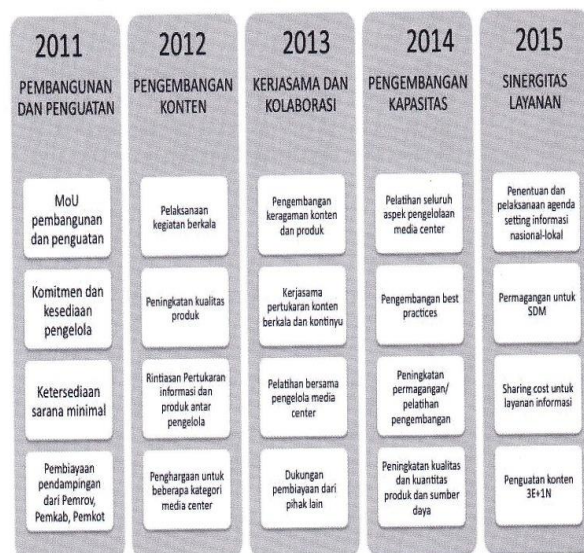 2011
PEMBANGUNAN
DAN PENGUATAN
MoU
pembangunan
dan penguatan
Komitmen dan
kesediaan
pengelola
Ketersediaan
sarana minimal
Pembiayaan
pendampingan
dari Pemrov,
Pemkab, Pemkot
2012
PENGEMBANGAN
KONTEN
Pelaksanaan
kegiatan berkala
Peningkatan kualitas
produk
Rintiasan Pertukaran
informasi dan
produk antar
pengelola
Penghargaan untuk
beberapa kategori
media center
2013
KERJASAMA DAN
KOLABORASI
Pengembangan
keragaman konten
dan produk
Kerjasama
pertukaran konten
berkala dan kontinyu
Pelatihan bersama
pengelola media
center
Dukungan
pembiayaan dari
pihak lain
2014
PENGEMBANGAN
KAPASITAS
Pelatihan seluruh
aspek pengelolaan
media center
Pengembangan best
practices
Peningkatan
permagangan/
pelatihan
pengembangan
Peningkatan kualitas
dan kuantitas
produk dan sumber
daya
2015
SINERGITAS
LAYANAN
Penentuan dan
pelaksanaan agenda
setting informasi
nasional-lokal
Permagangan untuk
SDM
Sharing cost untuk
layanan informasi
Penguatan konten
3E+1N